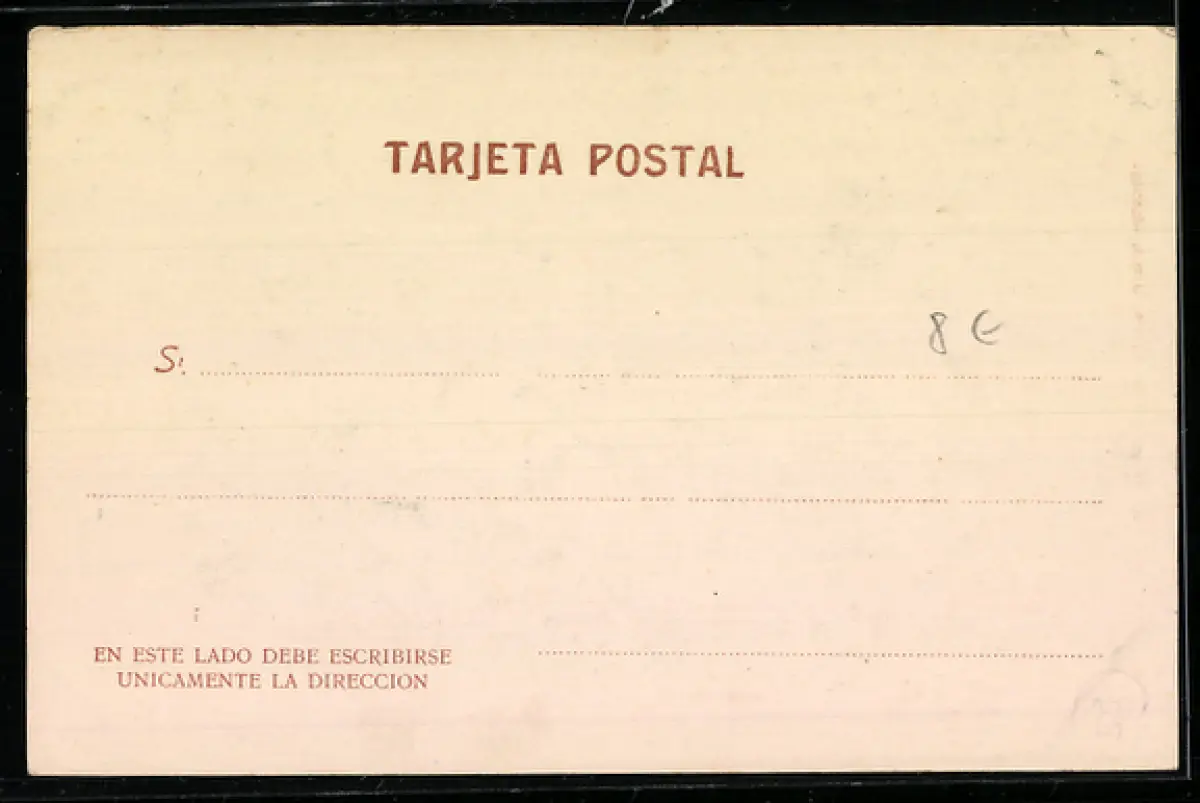 TARJETA POSTAL
8 €
S:
EN ESTE LADO DEBE ESCRIBIRSE
UNICAMENTE LA DIRECCION